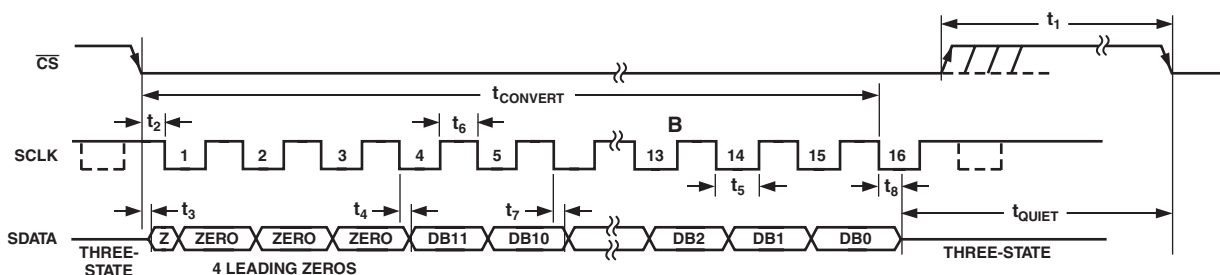 t1
CS
tCONVERT
t2
t6
B
SCLK
1
2
3
4
5
13
14
15
16
t5
t8
t3
t4
t7
tQUIET
SDATA
Z
ZERO
ZERO
ZERO
DB11
DB10
DB2
DB1
DB0
THREE-
STATE
THREE-STATE
4 LEADING ZEROS